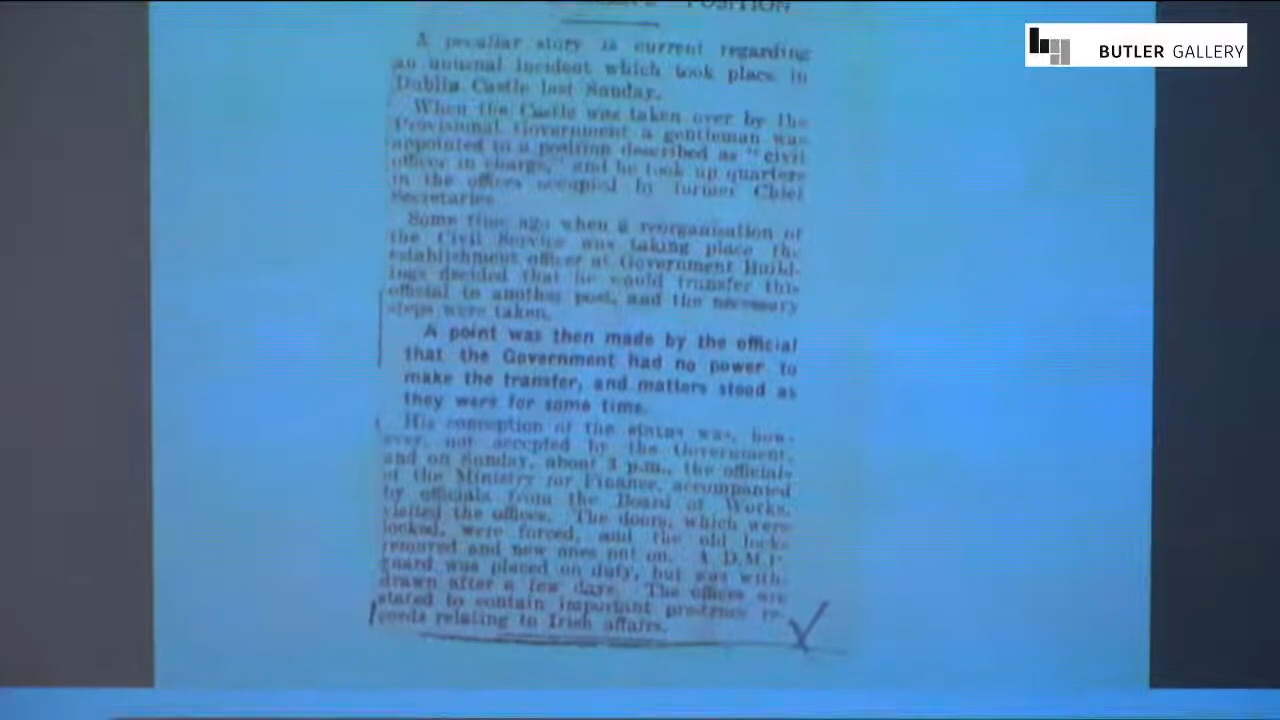 POSITION
BUTLER GALLERY
A peculiar story is current regarding
an unusual incident which took place in
Dublin Castle last Sunday.
When the Castle was taken over by the
Provisional Government a gentleman was
appointed to a position described as "civil
officer in charge," and he took up quarters
in the offices occupied by former Chief
Secretaries
Some time ago when a reorganisation of
the Civil Service was taking place the
establishment officer at Government Build-
ings decided that he would transfer this
official to another post, and the necessary
steps were taken.
A point was then made by the official
that the Government had no power to
make the transfer, and matters stood as
they were for some time.
His conception of the status was, how-
ever, not accepted by the Government,
and on Sunday, about 3 p.m., the officials
of the Ministry for Finance, accompanied
by officials from the Board of Works,
visited the offices. The doors, which were
locked, were forced, and the old locks
removed and new ones put on. A D.M.P.
guard was placed on duty, but was with-
drawn after a few days. The offices are
stated to contain important pre-truce re-
cords relating to Irish affairs.